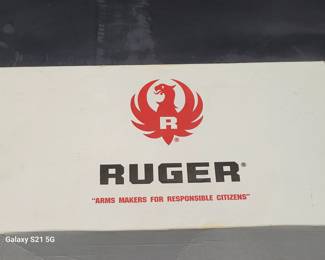 R
®
RUGER®
"ARMS MAKERS FOR RESPONSIBLE CITIZENS"
Galaxy S21 5G